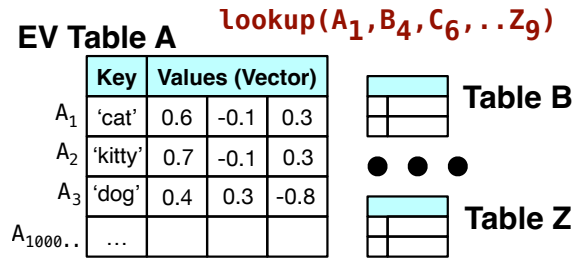 lookup(A1,B4,C6,..Z9)
EV Table A
Key Values (Vector)
A1 ‘cat’ 0.6 -0.1 0.3
A2 ‘kitty’ 0.7 -0.1 0.3
A3 ‘dog’ 0.4 0.3 -0.8
A1000.. ...
Table B
Table Z